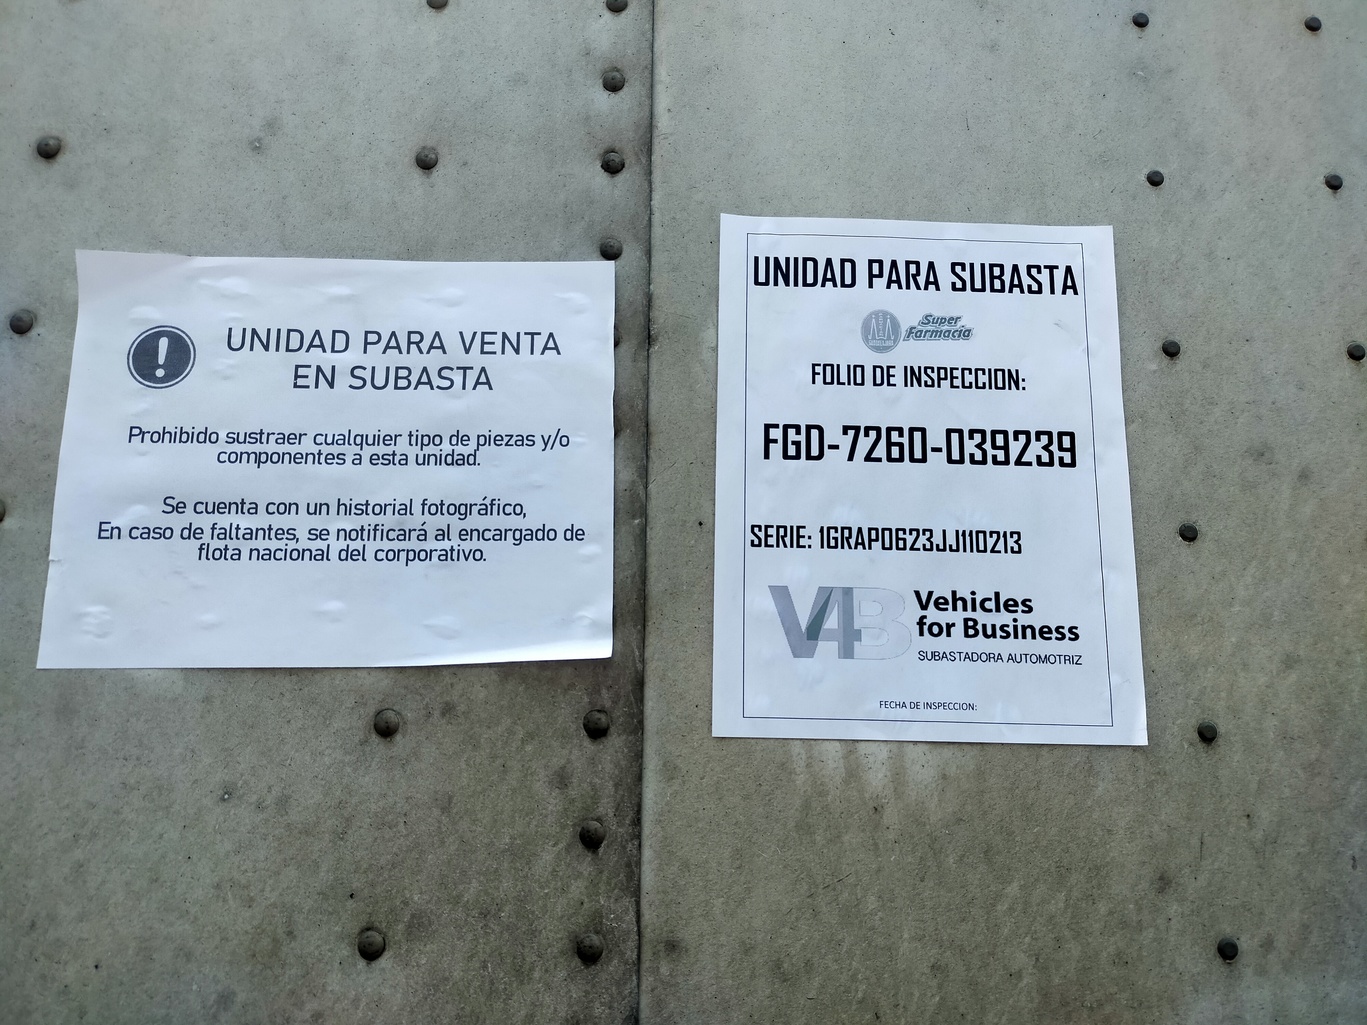 UNIDAD PARA VENTA
EN SUBASTA
Prohibido sustraer cualquier tipo de piezas y/o
componentes a esta unidad.
Se cuenta con un historial fotográfico,
En caso de faltantes, se notificará al encargado de
flota nacional del corporativo.
UNIDAD PARA SUBASTA
Super
Farmacia
FOLIO DE INSPECCION:
FGD-7260-039239
SERIE: 1GRAP0623JJ110213
V4B
Vehicles
for Business
SUBASTADORA AUTOMOTRIZ
FECHA DE INSPECCION: